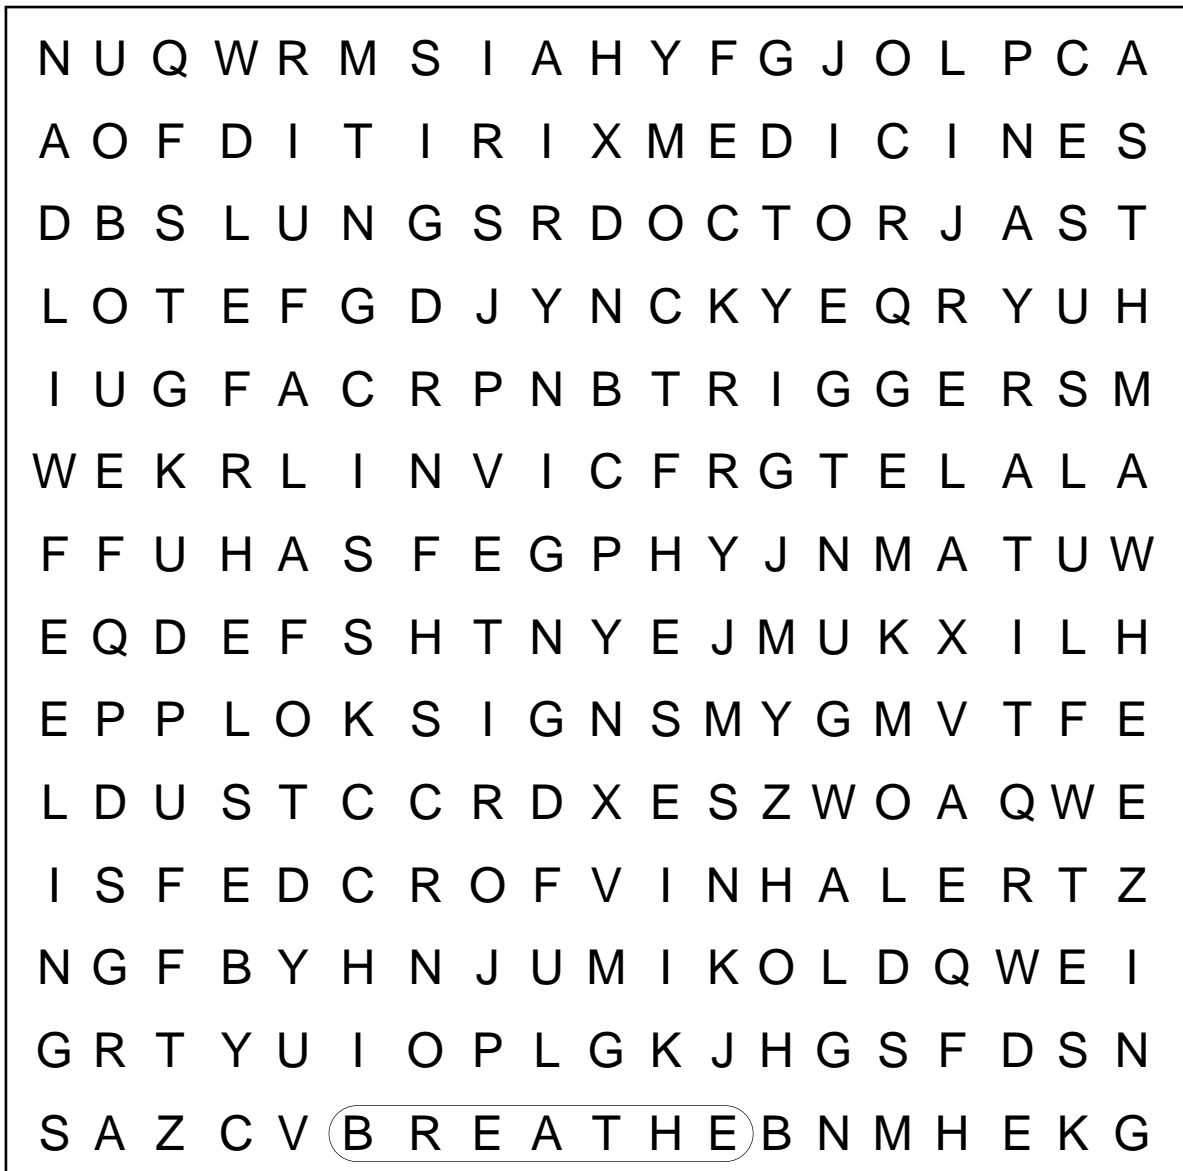 N U Q W R M S I A H Y F G J O L P C A
A O F D I T I R I X M E D I C I N E S
D B S L U N G S R D O C T O R J A S T
L O T E F G D J Y N C K Y E Q R Y U H
I U G F A C R P N B T R I G G E R S M
W E K R L I N V I C F R G T E L A L A
F F U H A S F E G P H Y J N M A T U W
E Q D E F S H T N Y E J M U K X I L H
E P P L O K S I G N S M Y G M V T F E
L D U S T C C R D X E S Z W O A Q W E
I S F E D C R O F V I N H A L E R T Z
N G F B Y H N J U M I K O L D Q W E I
G R T Y U I O P L G K J H G S F D S N
S A Z C V B R E A T H E B N M H E K G